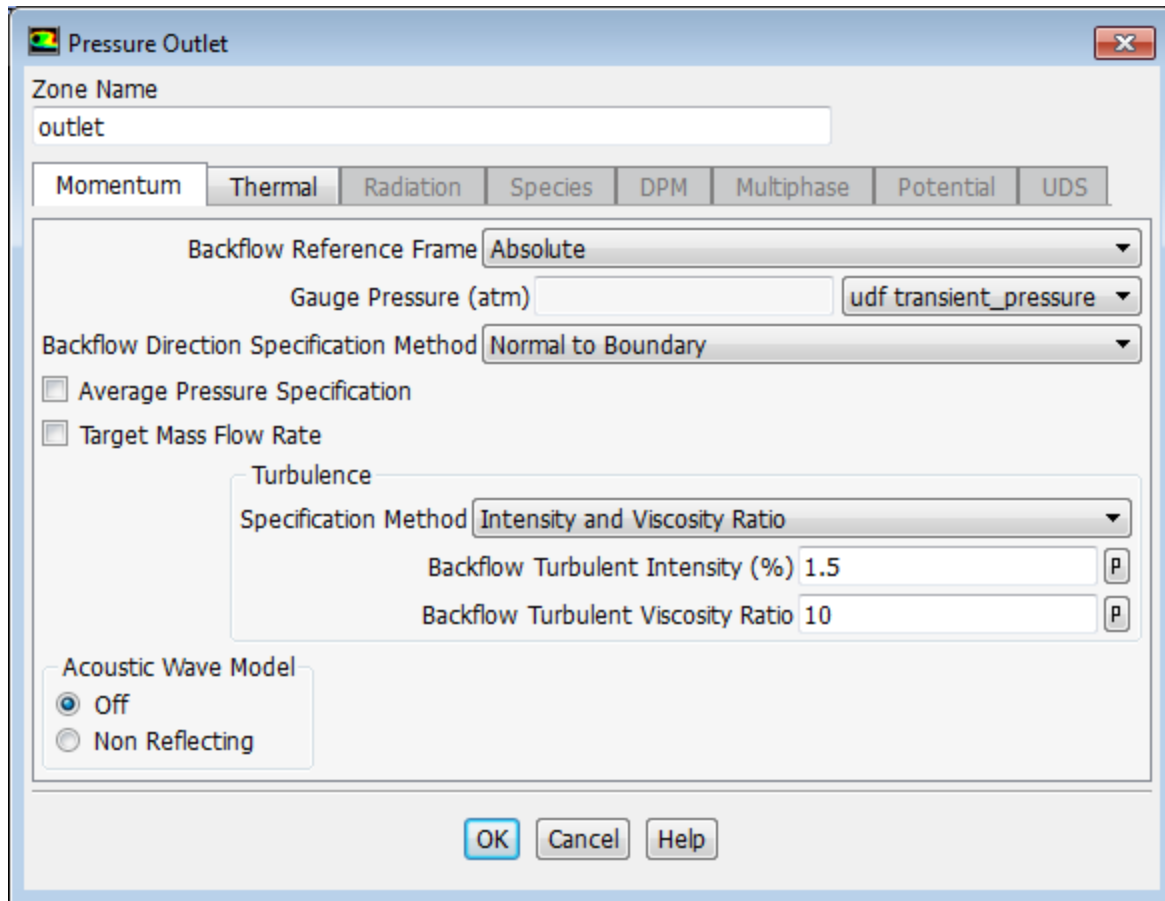 Pressure Outlet
Zone Name
outlet
Momentum Thermal Radiation Species DPM Multiphase Potential UDS
Backflow Reference Frame Absolute
Gauge Pressure (atm) udf transient_pressure
Backflow Direction Specification Method Normal to Boundary
Average Pressure Specification
Target Mass Flow Rate
Turbulence
Specification Method Intensity and Viscosity Ratio
Backflow Turbulent Intensity (%) 1.5 P
Backflow Turbulent Viscosity Ratio 10 P
Acoustic Wave Model
Off
Non Reflecting
OK Cancel Help